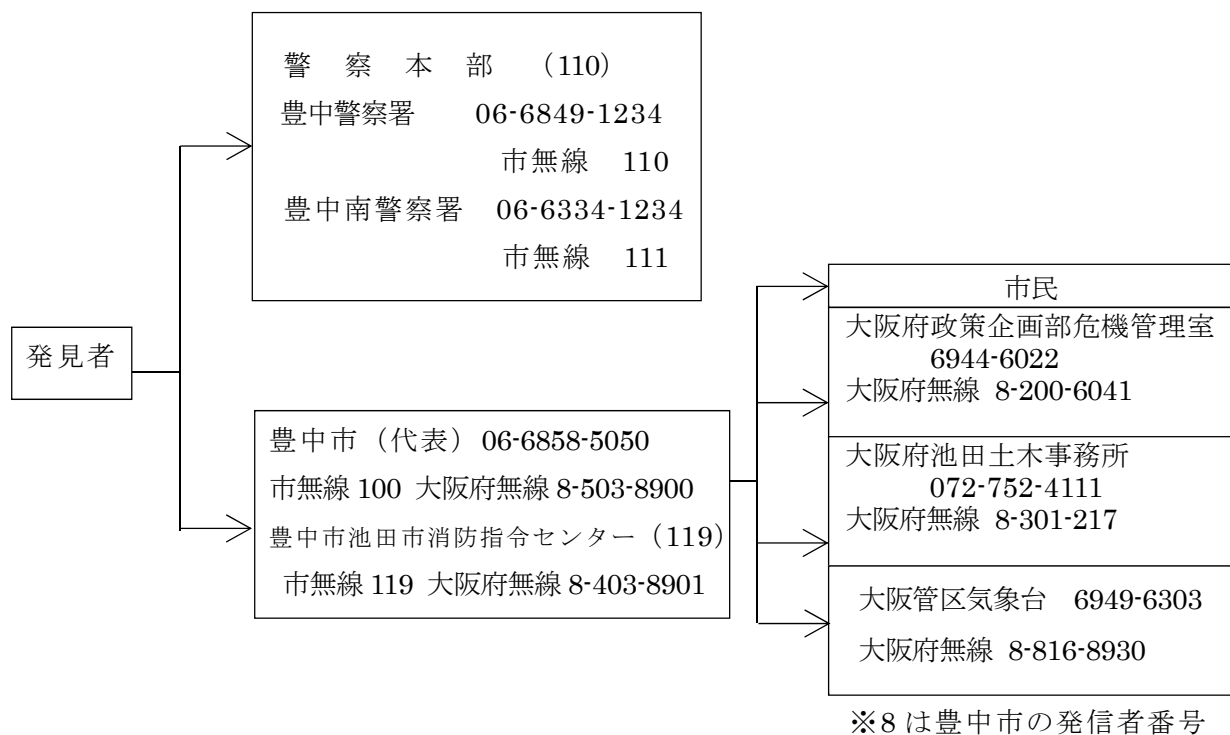 警 察 本 部 （110）
豊中警察署 06-6849-1234
市無線 110
豊中南警察署 06-6334-1234
市無線 111
発見者
豊中市（代表）06-6858-5050
市無線 100 大阪府無線 8-503-8900
豊中市池田市消防指令センター（119）
市無線 119 大阪府無線 8-403-8901
市民
大阪府政策企画部危機管理室
6944-6022
大阪府無線 8-200-6041
大阪府池田土木事務所
072-752-4111
大阪府無線 8-301-217
大阪管区気象台 6949-6303
大阪府無線 8-816-8930
※8 は豊中市の発信者番号